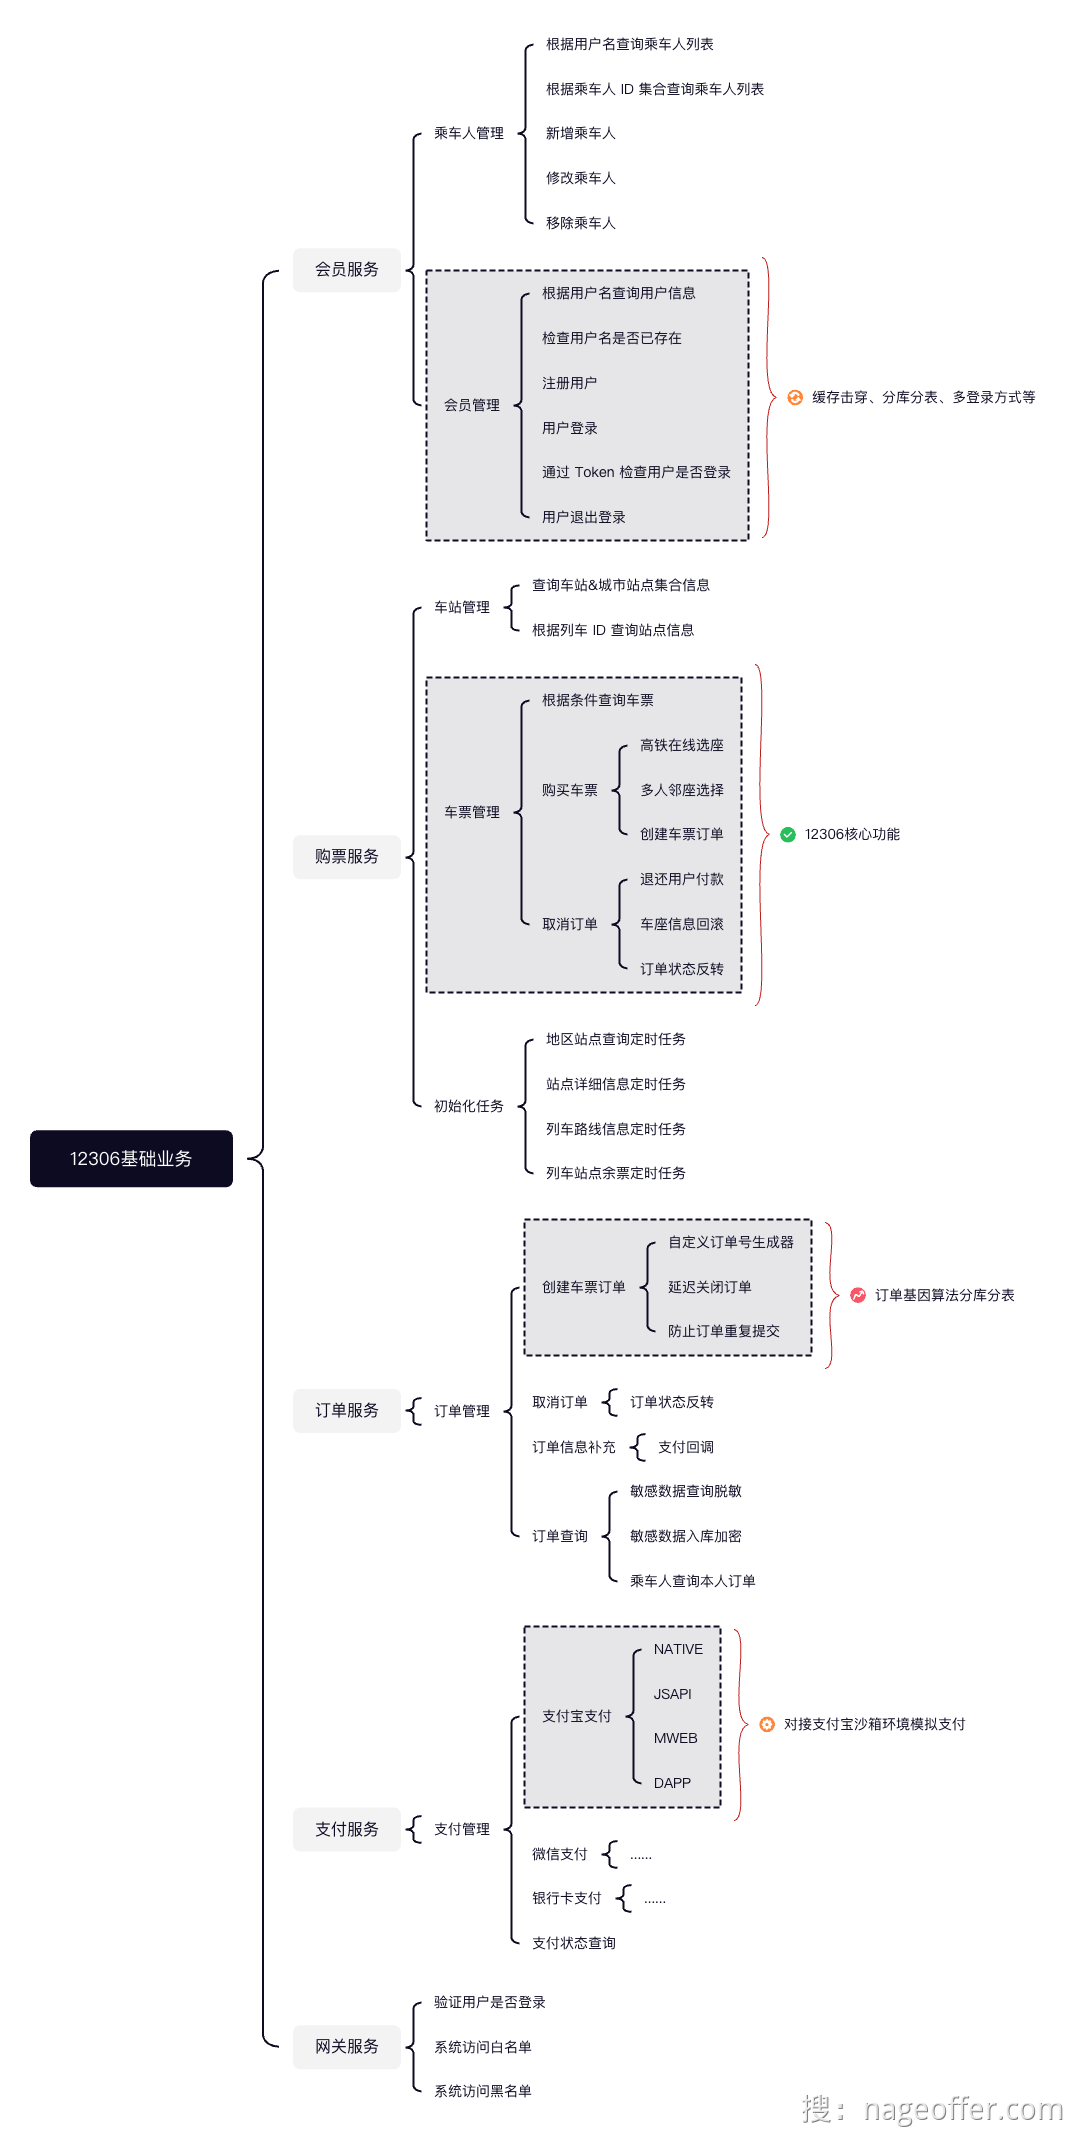 12306基础业务
会员服务
乘车人管理
根据用户名查询乘车人列表
根据乘车人 ID 集合查询乘车人列表
新增乘车人
修改乘车人
移除乘车人
会员管理
根据用户名查询用户信息
检查用户名是否已存在
注册用户
用户登录
通过 Token 检查用户是否登录
用户退出登录
缓存击穿、分库分表、多登录方式等
购票服务
车站管理
查询车站&城市站点集合信息
根据列车 ID 查询站点信息
车票管理
根据条件查询车票
购买车票
高铁在线选座
多人邻座选择
创建车票订单
取消订单
退还用户付款
车座信息回滚
订单状态反转
12306核心功能
初始化任务
地区站点查询定时任务
站点详细信息定时任务
列车路线信息定时任务
列车站点余票定时任务
订单服务
订单管理
创建车票订单
自定义订单号生成器
延迟关闭订单
防止订单重复提交
订单基因算法分库分表
取消订单
订单状态反转
订单信息补充
支付回调
订单查询
敏感数据查询脱敏
敏感数据入库加密
乘车人查询本人订单
支付服务
支付管理
支付宝支付
NATIVE
JSAPI
MWEB
DAPP
对接支付宝沙箱环境模拟支付
微信支付
......
银行卡支付
......
支付状态查询
网关服务
验证用户是否登录
系统访问白名单
系统访问黑名单
搜：nageoffer.com